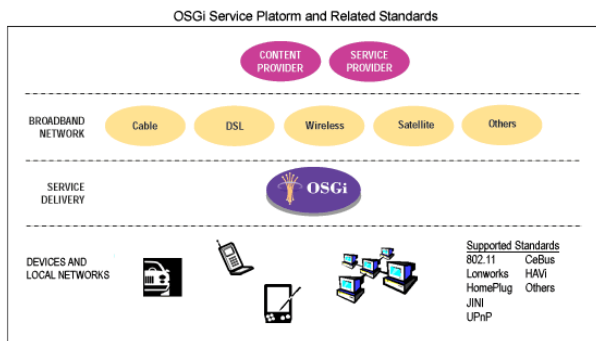 OSGi Service Platorm and Related Standards
CONTENT
PROVIDER
SERVICE
PROVIDER
BROADBAND
NETWORK
Cable
DSL
Wireless
Satellite
Others
SERVICE
DELIVERY
OSGi
DEVICES AND
LOCAL NETWORKS
Supported Standards
802.11 CeBus
Lonworks HAVi
HomePlug Others
JINI
UPnP